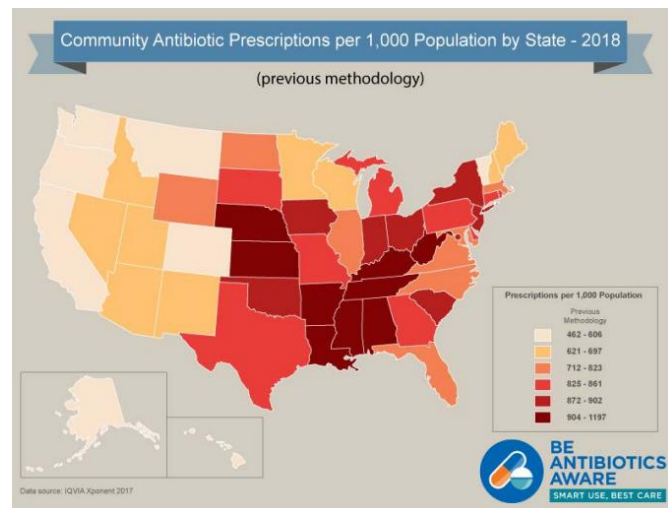 Community Antibiotic Prescriptions per 1,000 Population by State - 2018
(previous methodology)
Prescriptions per 1,000 Population
Previous
Methodology
462 - 606
621 - 697
712 - 823
825 - 861
872 - 902
904 - 1197
Data source: IQVIA Xponent 2017
BE
ANTIBIOTICS
AWARE
SMART USE, BEST CARE